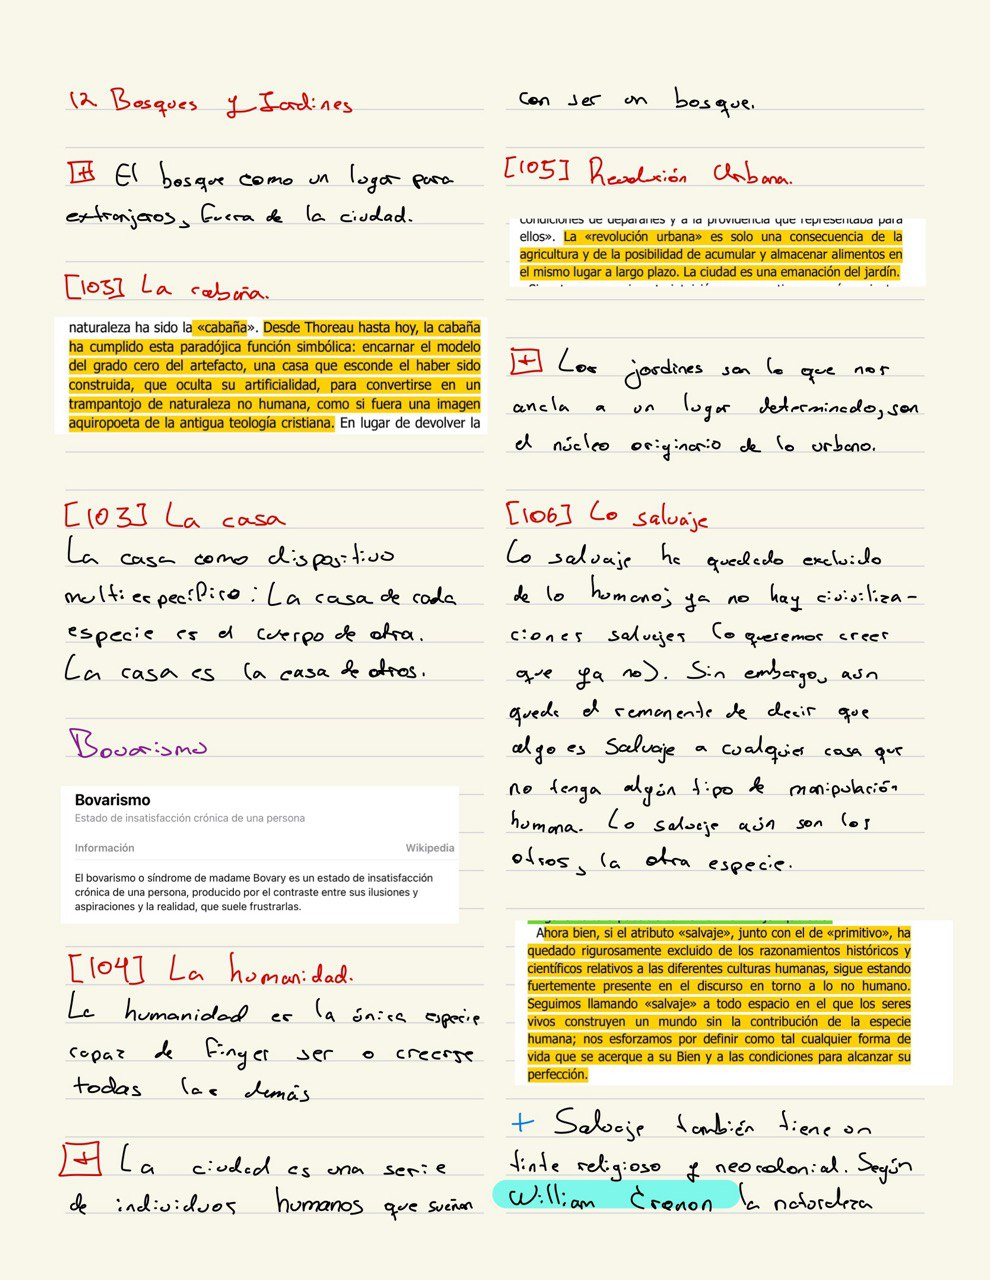 12 Bosques y Jardines
[+] El bosque como un lugar para
extranjeros, fuera de la ciudad.
[103] La cabaña.
naturaleza ha sido la «cabaña». Desde Thoreau hasta hoy, la cabaña
ha cumplido esta paradójica función simbólica: encarnar el modelo
del grado cero del artefacto, una casa que esconde el haber sido
construida, que oculta su artificialidad, para convertirse en un
trampantojo de naturaleza no humana, como si fuera una imagen
aquiropoeta de la antigua teología cristiana. En lugar de devolver la
[103] La casa
La casa como dispositivo
multiespecífico: La casa de cada
especie es el cuerpo de otra.
La casa es la casa de otros.
Bovarismo
Bovarismo
Estado de insatisfacción crónica de una persona
Información Wikipedia
El bovarismo o síndrome de madame Bovary es un estado de insatisfacción
crónica de una persona, producido por el contraste entre sus ilusiones y
aspiraciones y la realidad, que suele frustrarlas.
[104] La humanidad.
La humanidad es la única especie
capaz de finger ser o creerse
todas las demás
[+] La ciudad es una serie
de individuos humanos que sueñan
con ser un bosque.
[105] Revolución Urbana.
condiciones de depararles y a la providencia que representaba para
ellos». La «revolución urbana» es solo una consecuencia de la
agricultura y de la posibilidad de acumular y almacenar alimentos en
el mismo lugar a largo plazo. La ciudad es una emanación del jardín.
[+] Los jardines son lo que nos
ancla a un lugar determinado, son
el núcleo originario de lo urbano.
[106] Lo salvaje
Lo salvaje ha quedado excluido
de lo humano; ya no hay civiliza-
ciones salvajes (o queremos creer
que ya no). Sin embargo, aún
queda el remanente de decir que
algo es salvaje a cualquier cosa que
no tenga algún tipo de manipulación
humana. Lo salvaje aún son los
otros, la otra especie.
Ahora bien, si el atributo «salvaje», junto con el de «primitivo», ha
quedado rigurosamente excluido de los razonamientos históricos y
científicos relativos a las diferentes culturas humanas, sigue estando
fuertemente presente en el discurso en torno a lo no humano.
Seguimos llamando «salvaje» a todo espacio en el que los seres
vivos construyen un mundo sin la contribución de la especie
humana; nos esforzamos por definir como tal cualquier forma de
vida que se acerque a su Bien y a las condiciones para alcanzar su
perfección.
+ Salvaje también tiene un
tinte religioso y neocolonial. Según
William Cronon la naturaleza